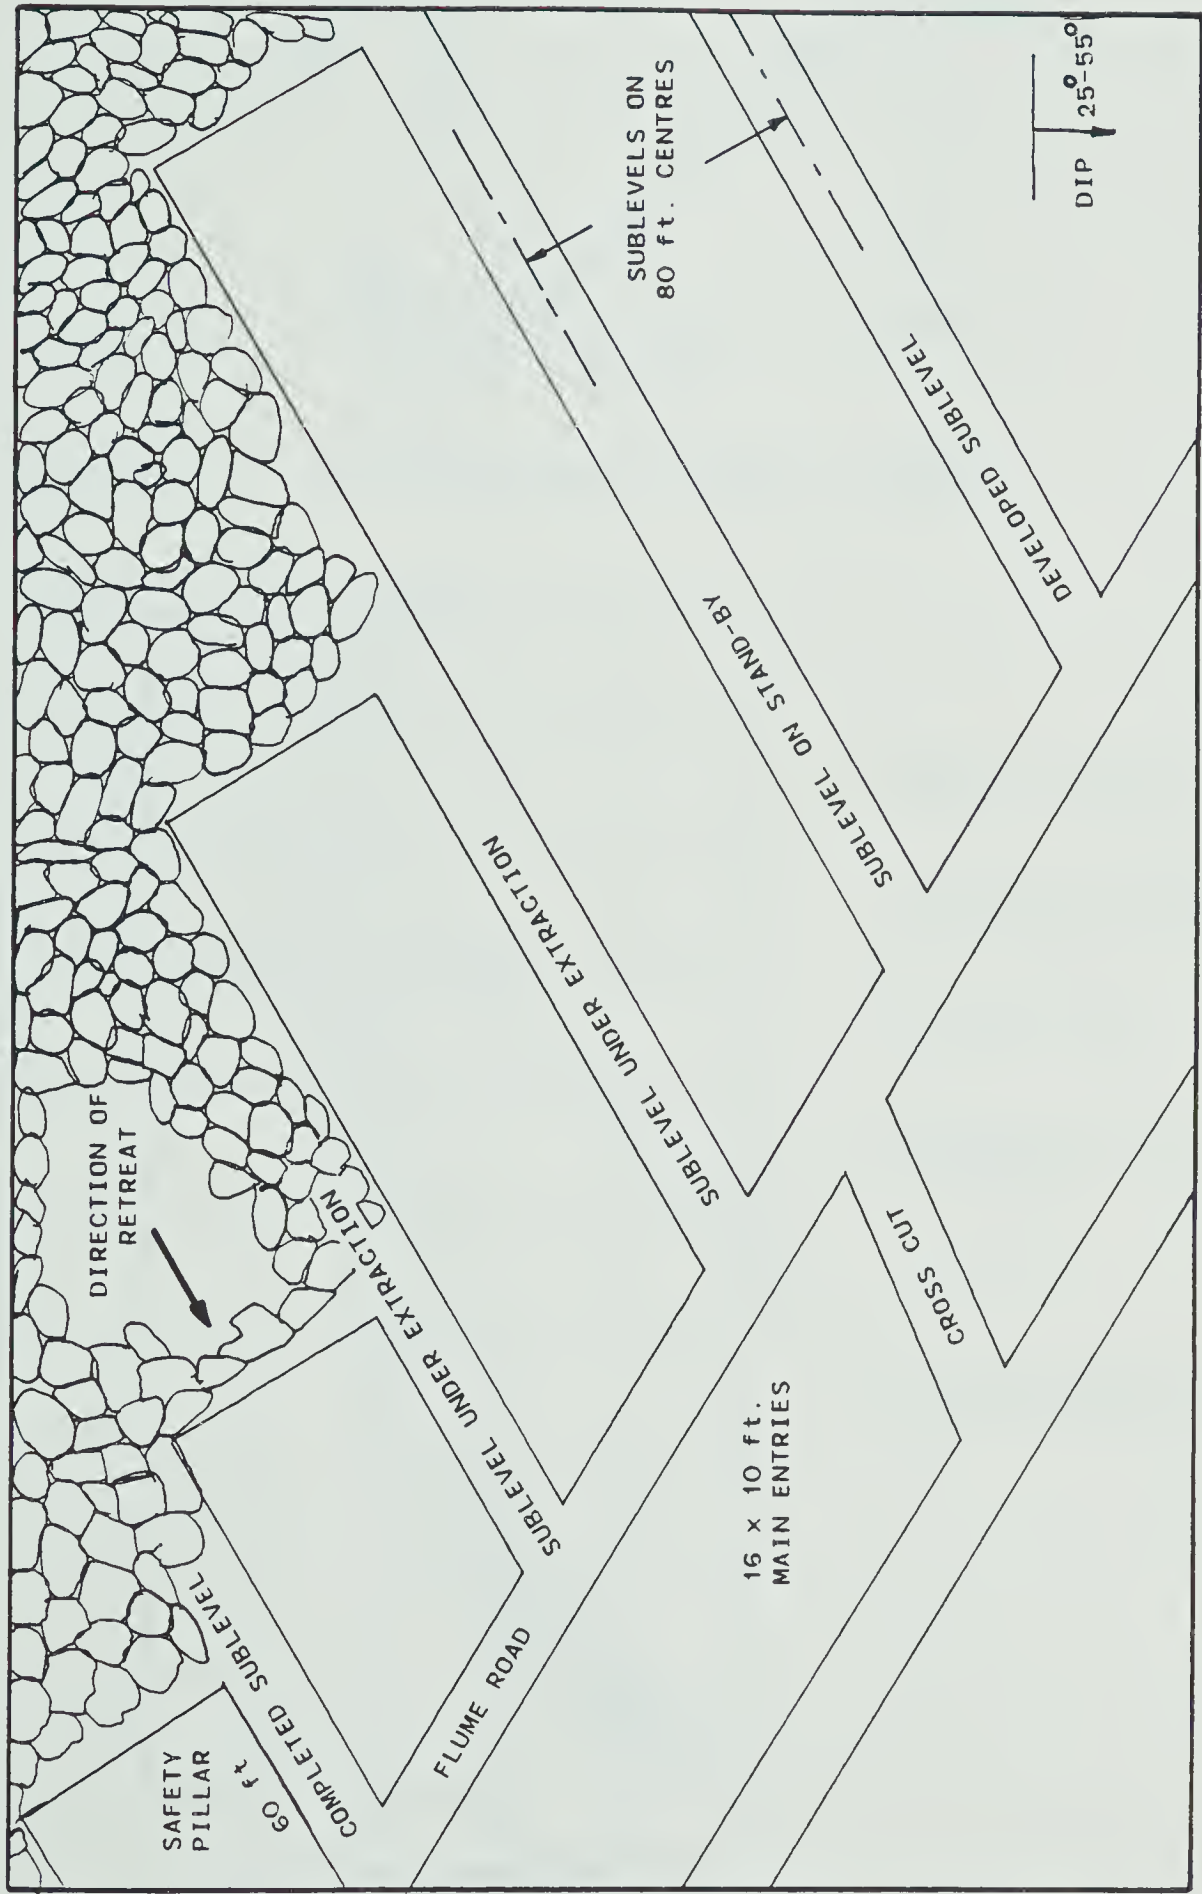 SAFETY
PILLAR
60 ft
COMPLETED SUBLEVEL
FLUME ROAD
DIRECTION OF
RETREAT
SUBLEVEL UNDER EXTRACTION
SUBLEVEL UNDER EXTRACTION
16 × 10 ft.
MAIN ENTRIES
CROSS CUT
SUBLEVEL ON STAND-BY
SUBLEVELS ON
80 ft. CENTRES
DEVELOPED SUBLEVEL
DIP 25°-55°